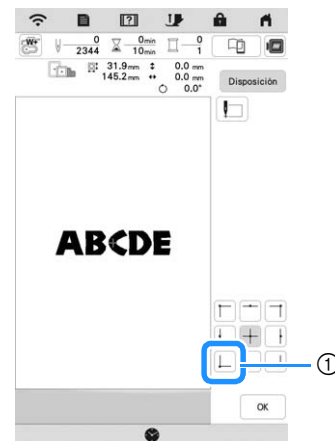 W+
0
2344
0min
10min
0
1
31.9mm
145.2mm
0.0 mm
0.0 mm
0.0°
Disposición
ABCDE
①
OK